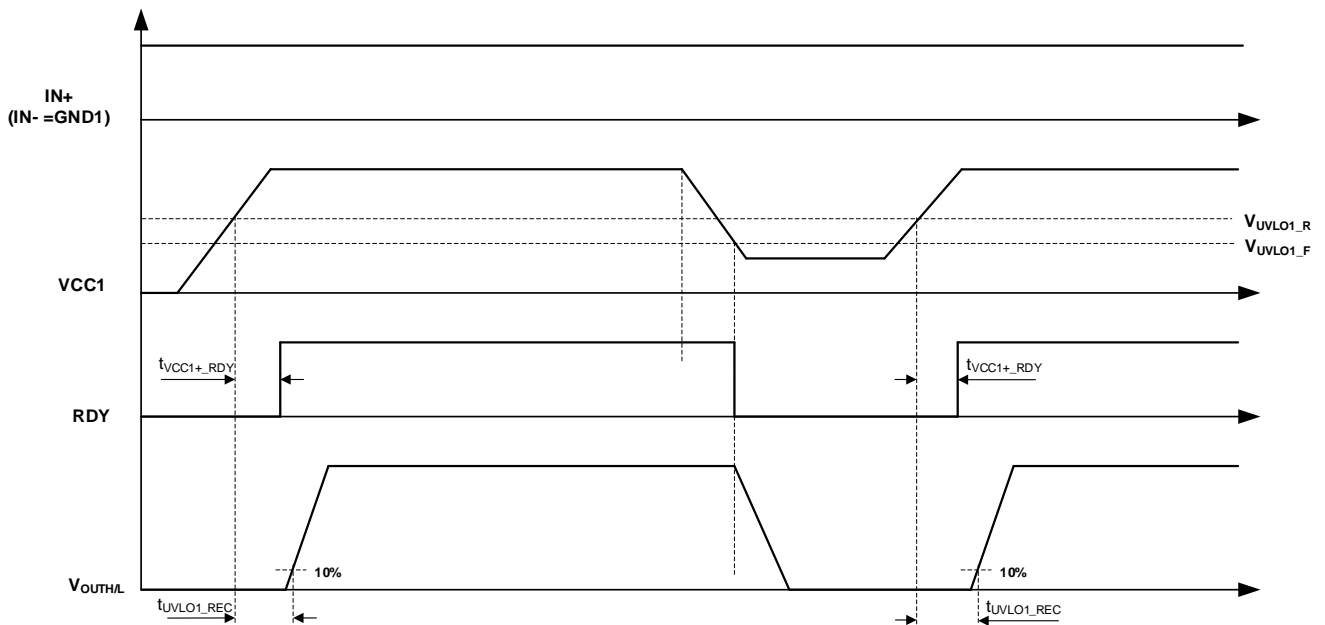 IN+
(IN- =GND1)
VUVLO1_R
VUVLO1_F
VCC1
tVCC1+_RDY
tVCC1+_RDY
RDY
10%
10%
VOUTH/L
tUVLO1_REC
tUVLO1_REC